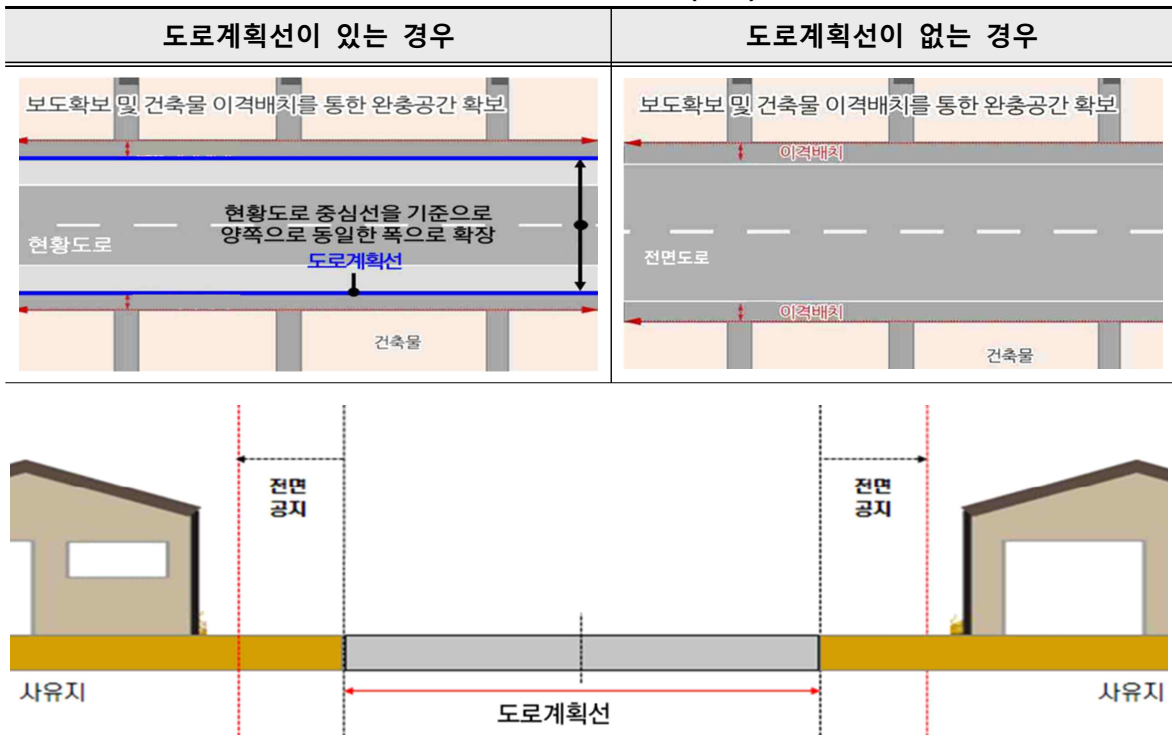 도로계획선이 있는 경우
도로계획선이 없는 경우
보도확보 및 건축물 이격배치를 통한 완충공간 확보
현황도로 중심선을 기준으로
양쪽으로 동일한 폭으로 확장
현황도로
도로계획선
건축물
보도확보 및 건축물 이격배치를 통한 완충공간 확보
이격배치
전면도로
이격배치
건축물
전면
공지
전면
공지
사유지
사유지
도로계획선